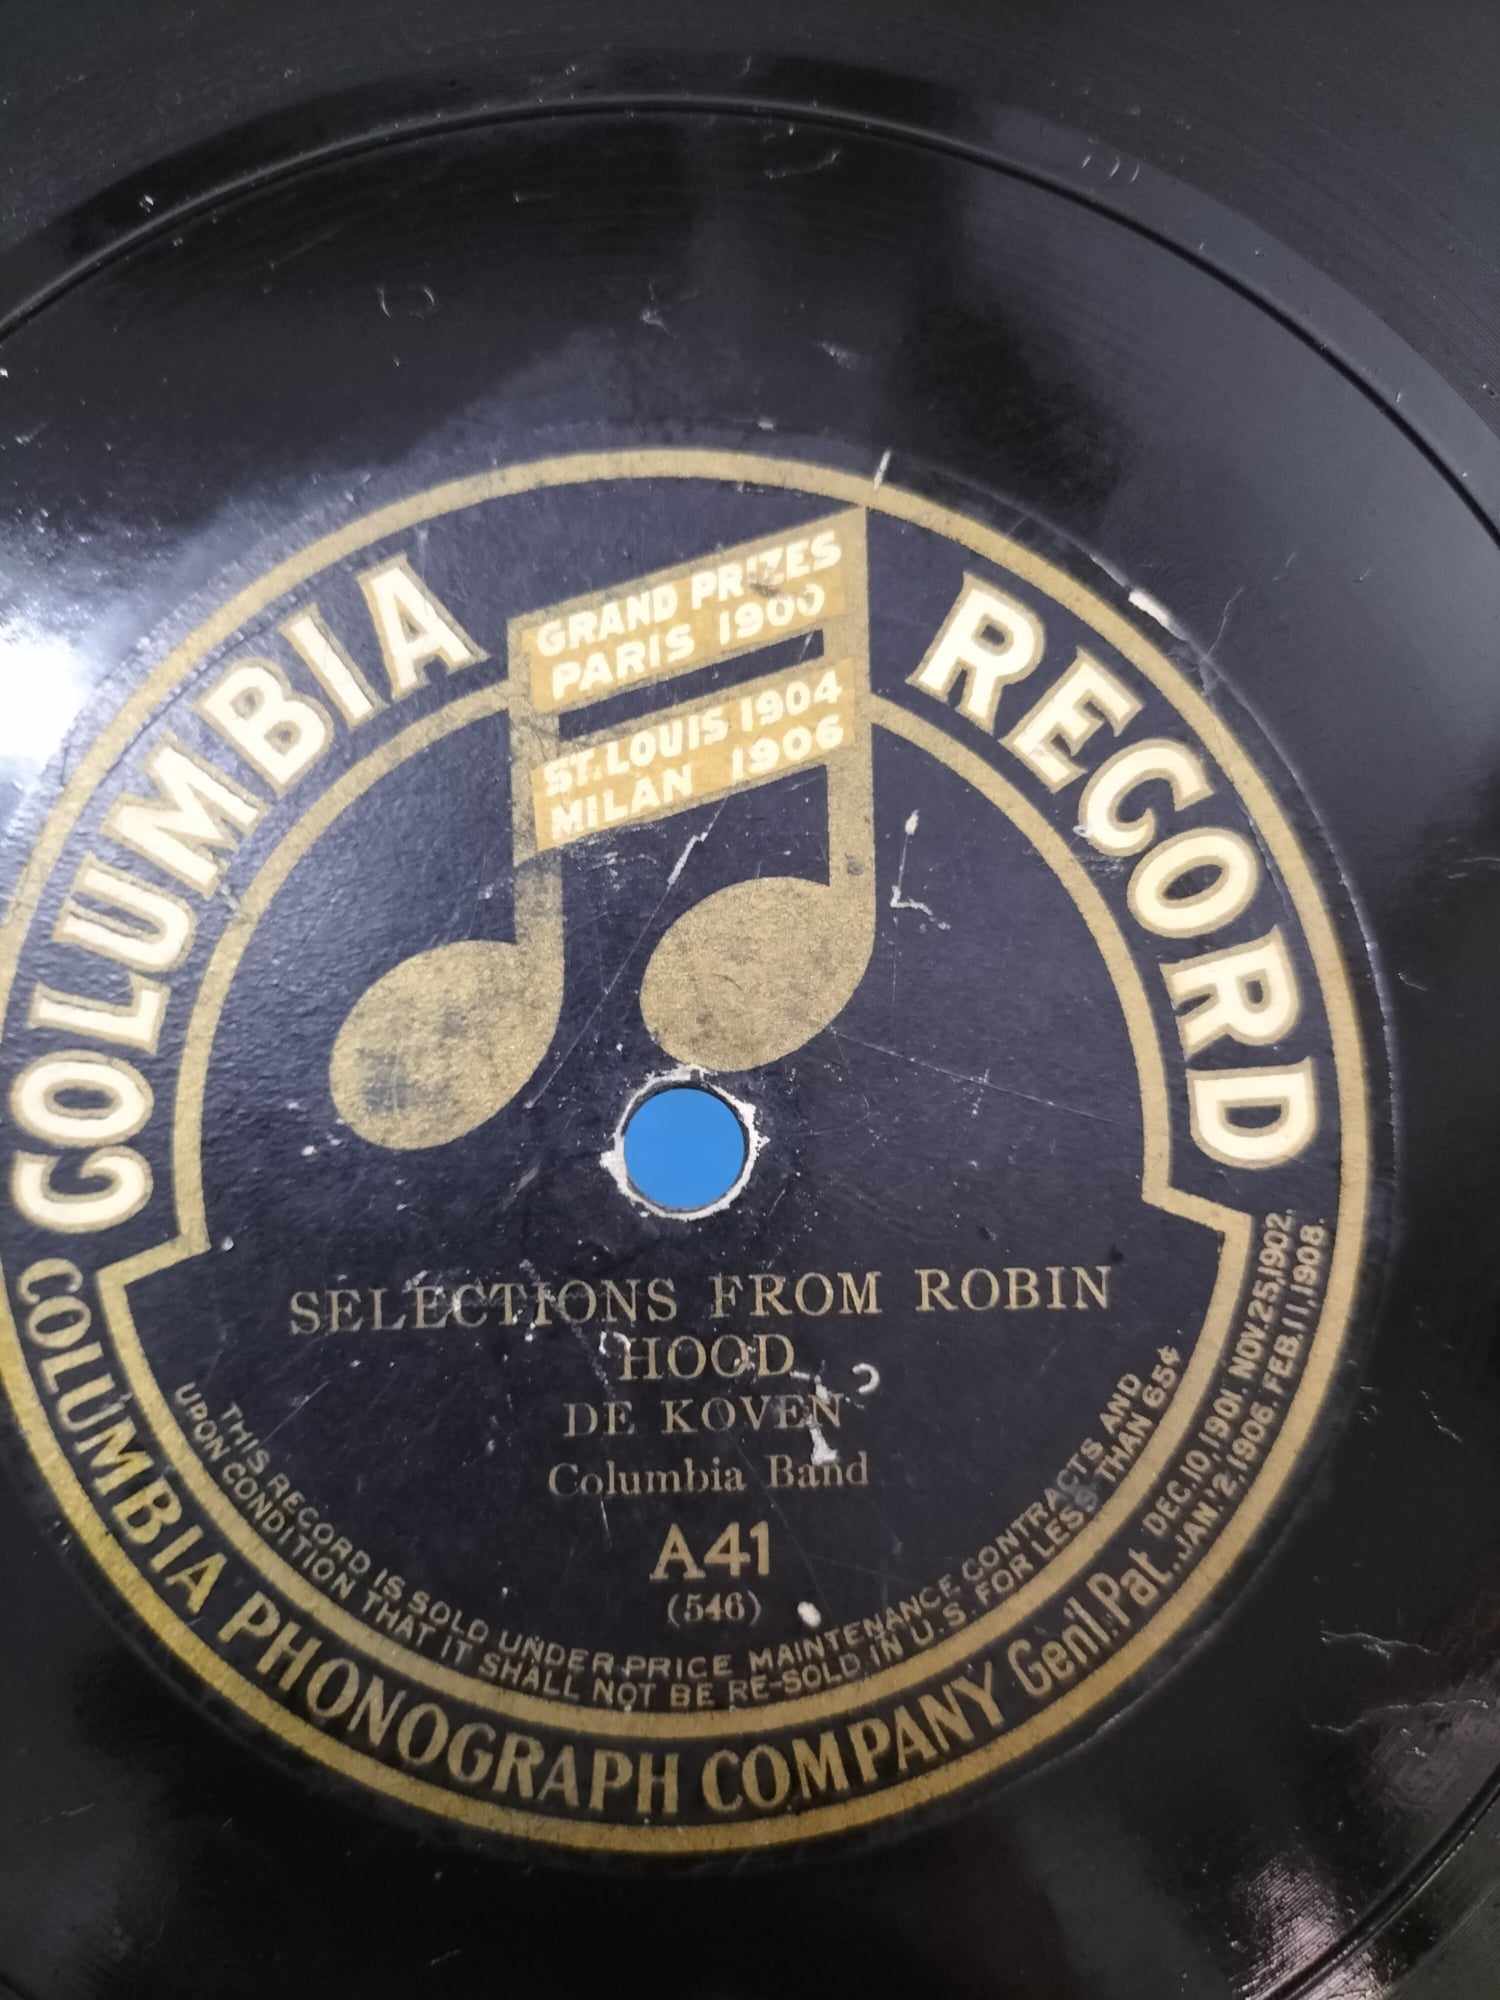 COLUMBIA RECORD
GRAND PRIZES
PARIS 1900
ST. LOUIS 1904
MILAN 1906
SELECTIONS FROM ROBIN
HOOD
DE KOVEN
Columbia Band
A41
(546)
THIS RECORD IS SOLD UNDER PRICE MAINTENANCE CONTRACTS AND
UPON CONDITION THAT IT SHALL NOT BE RE-SOLD IN U.S. FOR LESS THAN 65¢
COLUMBIA PHONOGRAPH COMPANY Gen'l. Pat. DEC. 10, 1901. NOV. 25, 1902.
JAN. 2, 1906. FEB. 11, 1908.